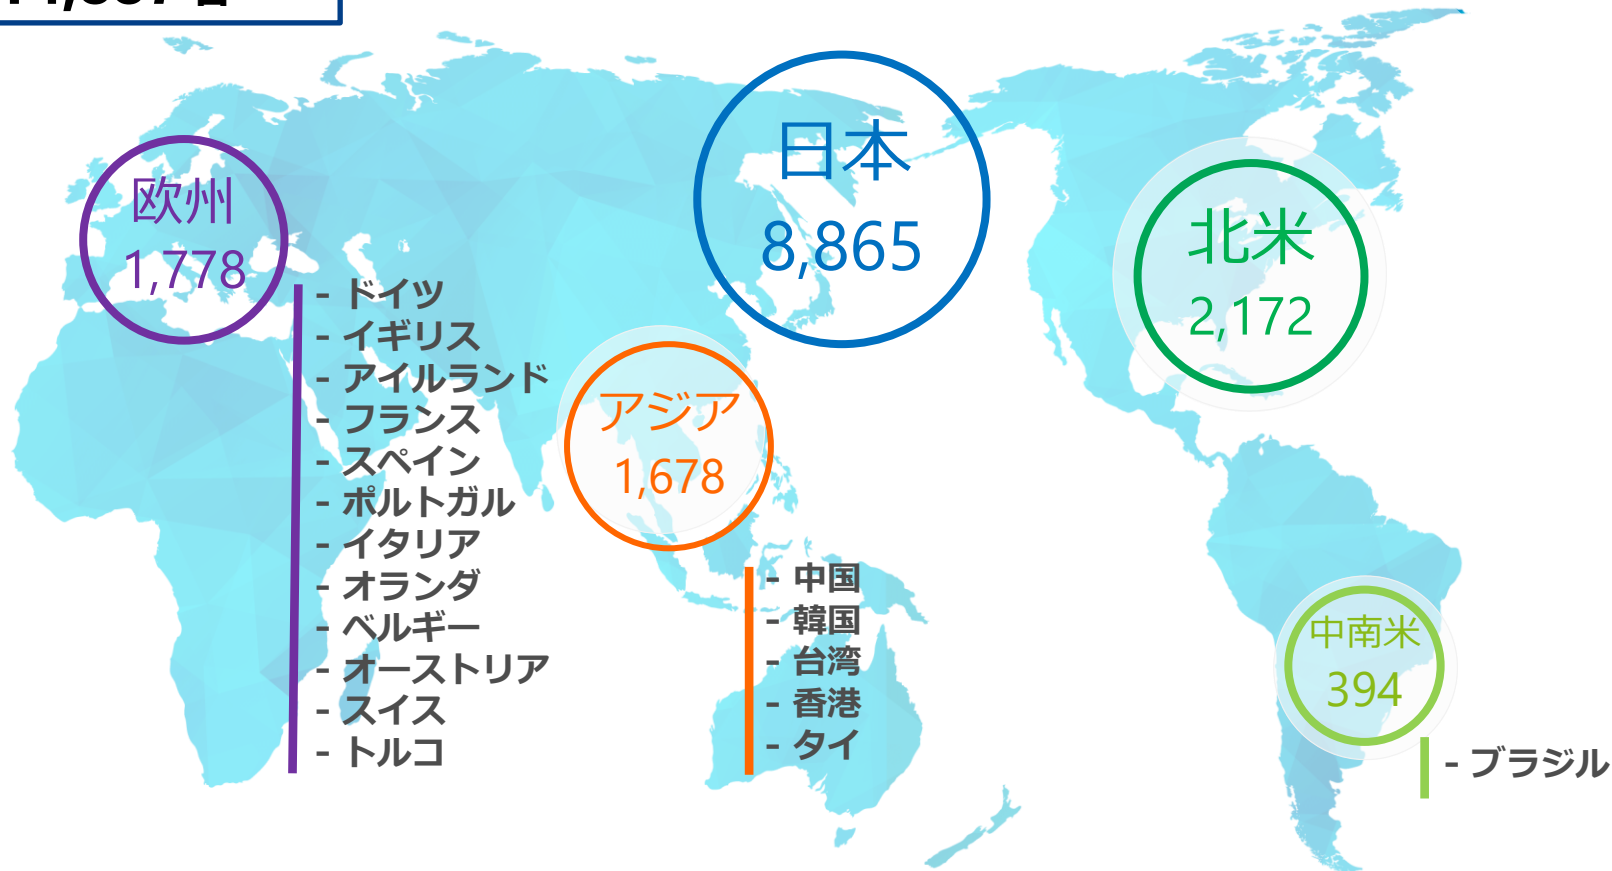 日本
8,865
欧州
1,778
北米
2,172
アジア
1,678
中南米
394
- ドイツ
- イギリス
- アイルランド
- フランス
- スペイン
- ポルトガル
- イタリア
- オランダ
- ベルギー
- オーストリア
- スイス
- トルコ
- 中国
- 韓国
- 台湾
- 香港
- タイ
- ブラジル